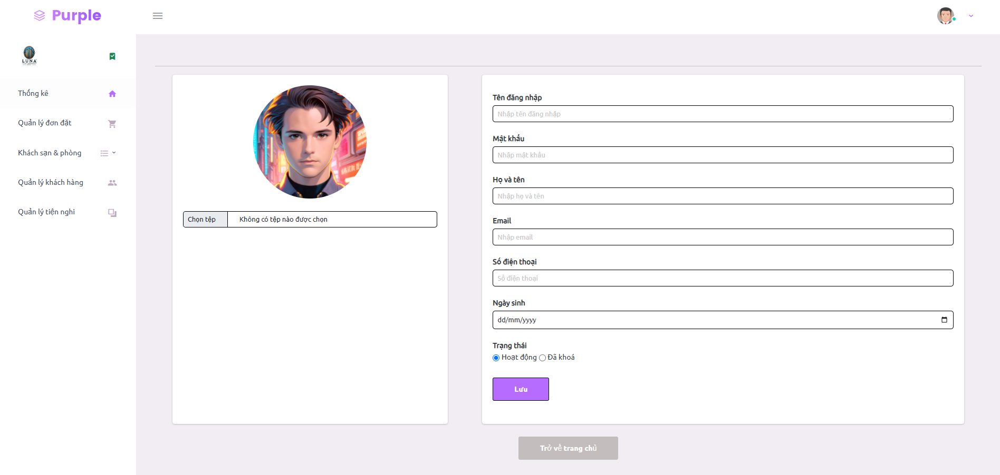 Purple
LUNA
Thống kê
Quản lý đơn đặt
Khách sạn & phòng
Quản lý khách hàng
Quản lý tiện nghi
Chọn tệp
Không có tệp nào được chọn
Tên đăng nhập
Nhập tên đăng nhập
Mật khẩu
Nhập mật khẩu
Họ và tên
Nhập họ và tên
Email
Nhập email
Số điện thoại
Số điện thoại
Ngày sinh
dd/mm/yyyy
Trạng thái
Hoạt động Đã khoá
Lưu
Trở về trang chủ